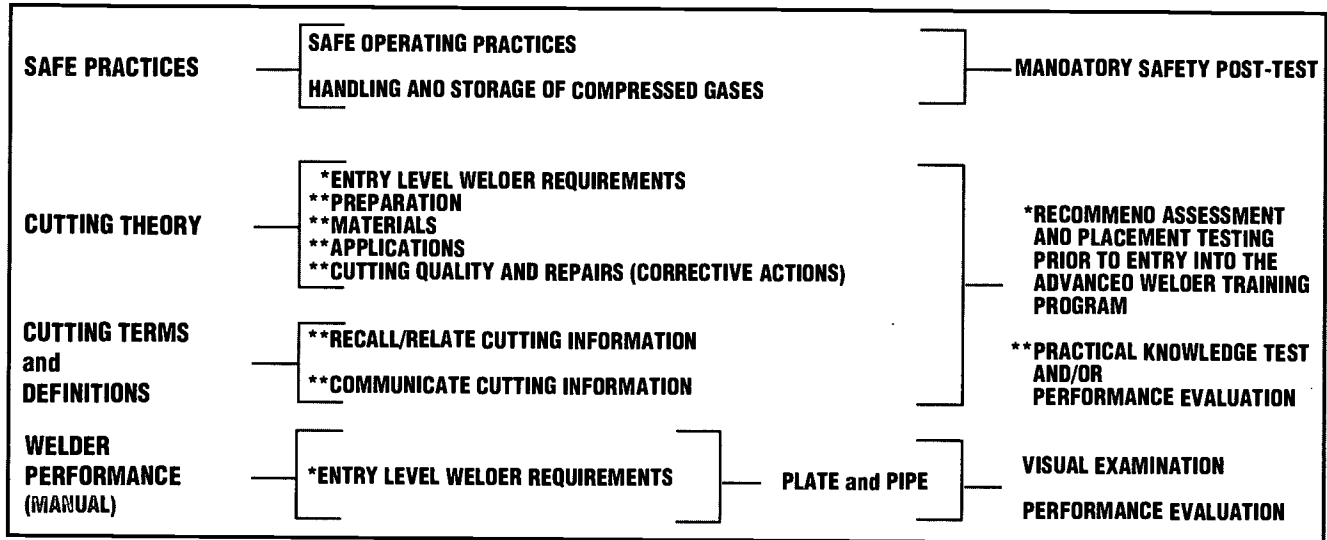 SAFE PRACTICES
SAFE OPERATING PRACTICES
HANDLING ANO STORAGE OF COMPRESSED GASES
MANOATORY SAFETY POST-TEST
CUTTING THEORY
*ENTRY LEVEL WELOER REQUIREMENTS
**PREPARATION
**MATERIALS
**APPLICATIONS
**CUTTING QUALITY AND REPAIRS (CORRECTIVE ACTIONS)
CUTTING TERMS
and
DEFINITIONS
**RECALL/RELATE CUTTING INFORMATION
**COMMUNICATE CUTTING INFORMATION
*RECOMMENO ASSESSMENT
ANO PLACEMENT TESTING
PRIOR TO ENTRY INTO THE
ADVANCEO WELOER TRAINING
PROGRAM
**PRACTICAL KNOWLEDGE TEST
AND/OR
PERFORMANCE EVALUATION
WELDER
PERFORMANCE
(MANUAL)
*ENTRY LEVEL WELOER REQUIREMENTS
PLATE and PIPE
VISUAL EXAMINATION
PERFORMANCE EVALUATION